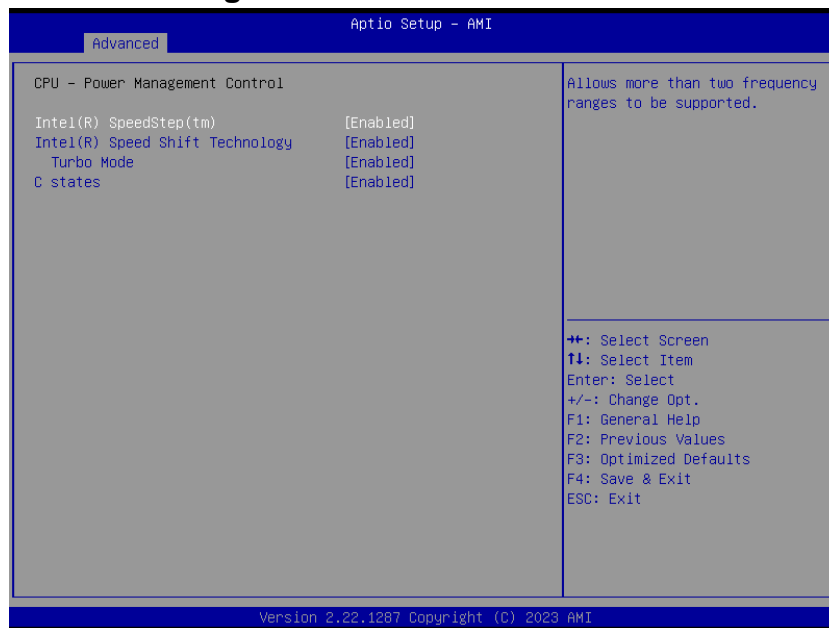 Aptio Setup – AMI
Advanced
CPU – Power Management Control
Intel(R) SpeedStep(tm) [Enabled]
Intel(R) Speed Shift Technology [Enabled]
Turbo Mode [Enabled]
C states [Enabled]
Allows more than two frequency
ranges to be supported.
→←: Select Screen
↑↓: Select Item
Enter: Select
+/-: Change Opt.
F1: General Help
F2: Previous Values
F3: Optimized Defaults
F4: Save & Exit
ESC: Exit
Version 2.22.1287 Copyright (C) 2023 AMI